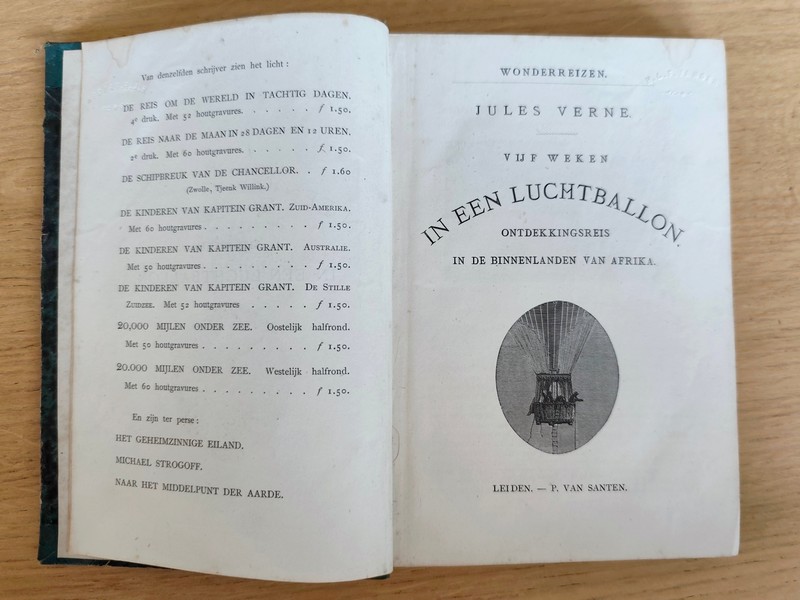 Van denzelfden schrijver zien het licht :
DE REIS OM DE WERELD IN TACHTIG DAGEN.
4e druk. Met 52 houtgravures. . . . . . . ƒ 1.50.
DE REIS NAAR DE MAAN IN 28 DAGEN EN 12 UREN.
2e druk. Met 60 houtgravures. . . . . . . ƒ. 1.50.
DE SCHIPBREUK VAN DE CHANCELLOR. . ƒ 1.60
(Zwolle, Tjeenk Willink.)
DE KINDEREN VAN KAPITEIN GRANT. ZUID-AMERIKA.
Met 60 houtgravures . . . . . . . . ƒ 1.50.
DE KINDEREN VAN KAPITEIN GRANT. AUSTRALIE.
Met 50 houtgravures . . . . . . . . ƒ 1.50.
DE KINDEREN VAN KAPITEIN GRANT. DE STILLE
ZUIDZEE. Met 52 houtgravures . . . . . ƒ 1.50.
20,000 MIJLEN ONDER ZEE. Oostelijk halfrond.
Met 50 houtgravures . . . . . . . . . ƒ 1.50.
20.000 MIJLEN ONDER ZEE. Westelijk halfrond.
Met 60 houtgravures . . . . . . . . . ƒ 1.50.
En zijn ter perse :
HET GEHEIMZINNIGE EILAND.
MICHAEL STROGOFF.
NAAR HET MIDDELPUNT DER AARDE.
WONDERREIZEN.
JULES VERNE.
VIJF WEKEN
IN EEN LUCHTBALLON.
ONTDEKKINGSREIS
IN DE BINNENLANDEN VAN AFRIKA.
LEIDEN. — P. VAN SANTEN.